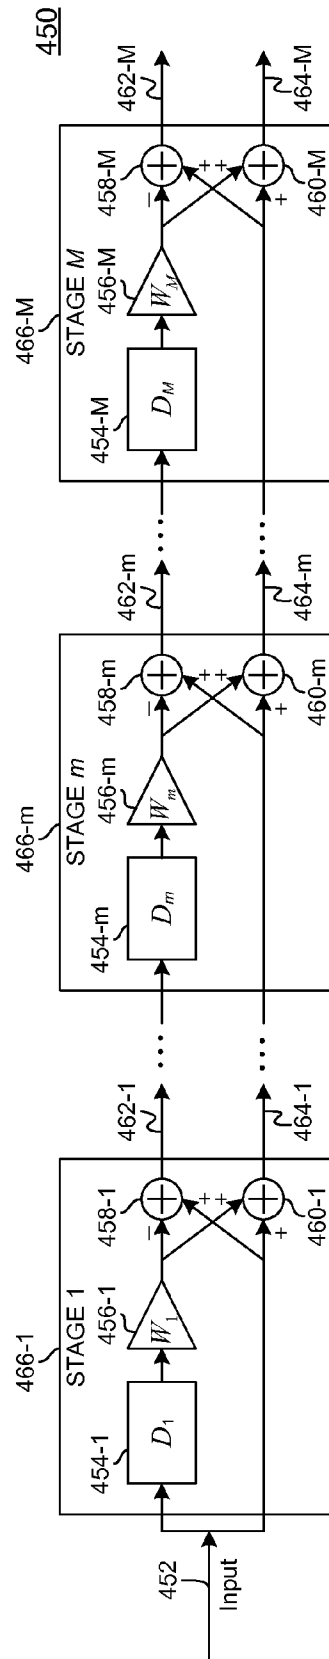 450
452
Input
466-1
STAGE 1
454-1
D₁
456-1
W₁
458-1
−
+
+
+
460-1
462-1
464-1
....
....
466-m
STAGE m
454-m
Dₘ
456-m
Wₘ
458-m
−
+
+
+
460-m
462-m
464-m
....
....
466-M
STAGE M
454-M
D_M
456-M
W_M
458-M
−
+
+
+
460-M
462-M
464-M